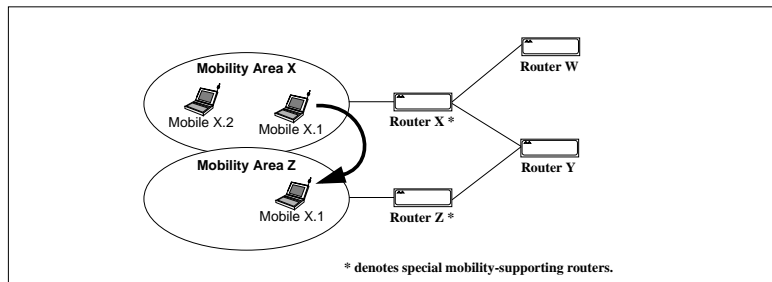 Mobility Area X
Router W
Mobile X.2
Mobile X.1
Router X *
Mobility Area Z
Router Y
Mobile X.1
Router Z *
* denotes special mobility-supporting routers.